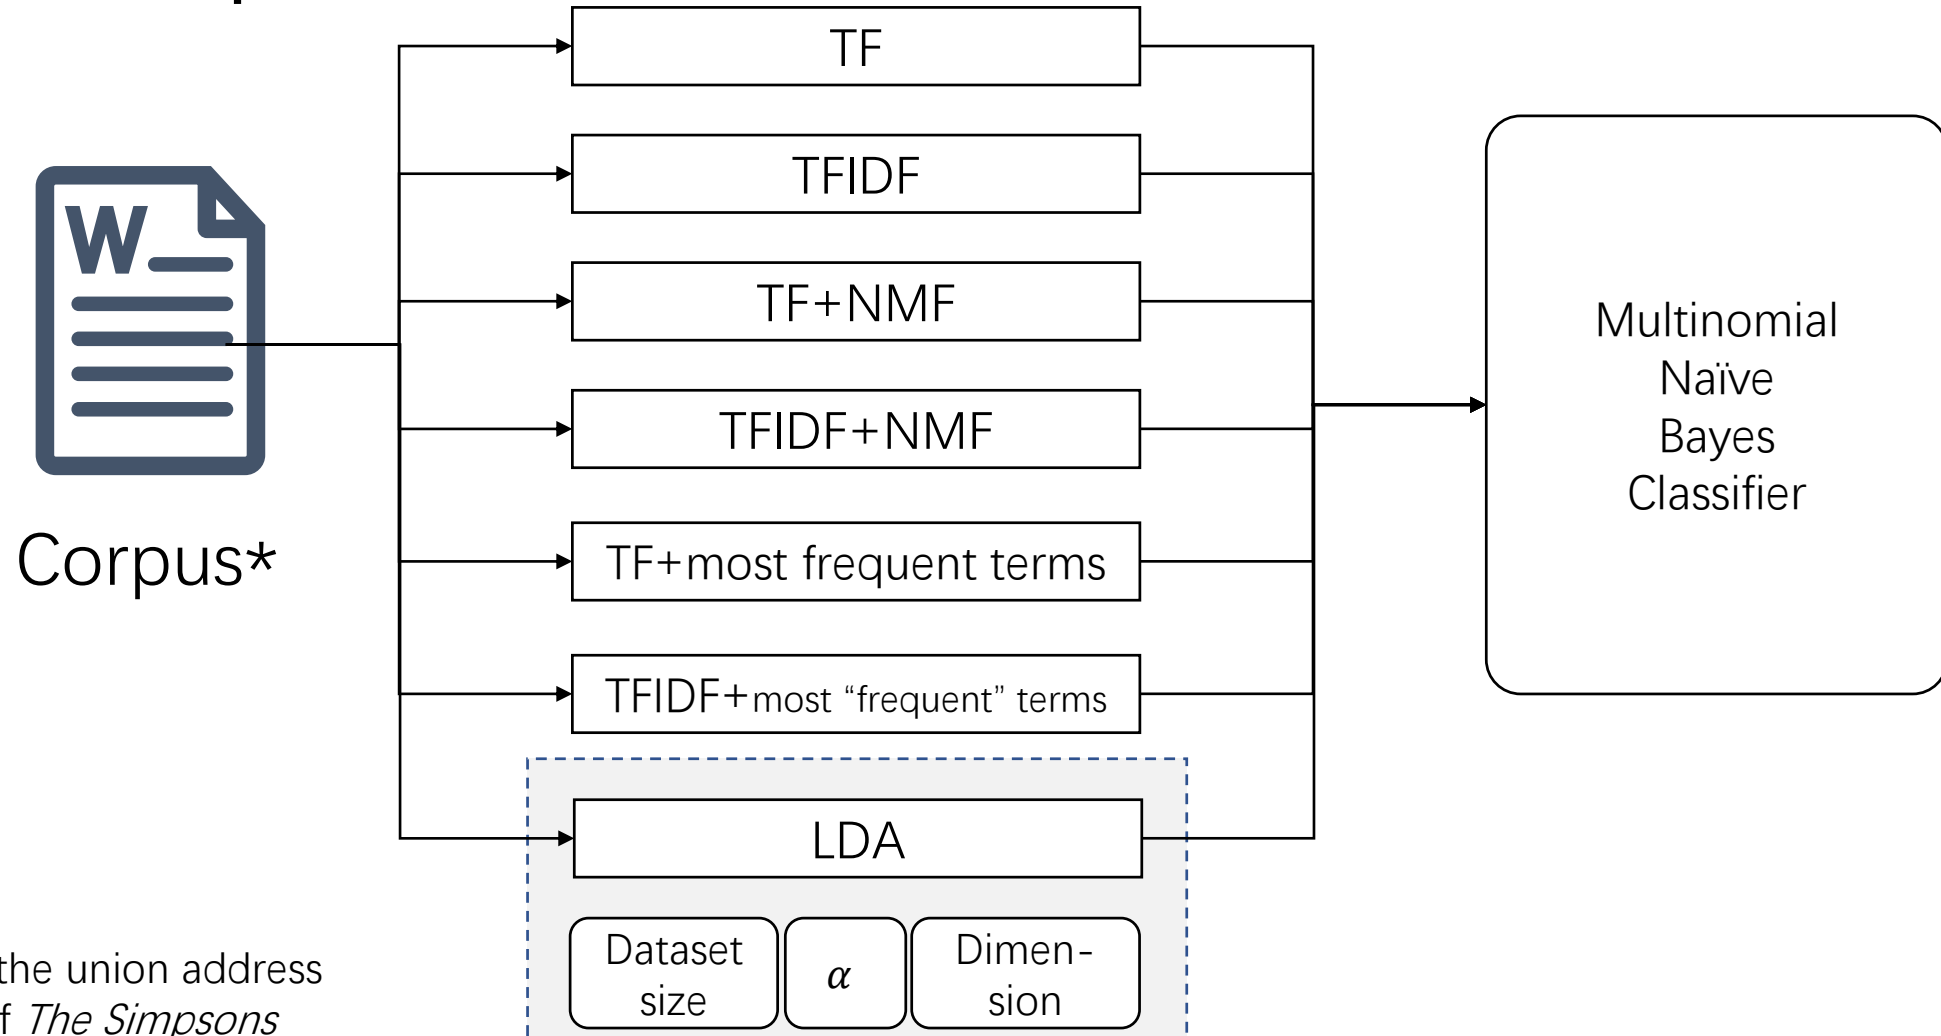 TF
TFIDF
TF+NMF
TFIDF+NMF
TF+most frequent terms
TFIDF+most “frequent” terms
LDA
Dataset
size
α
Dimen-
sion
W
Corpus*
Multinomial
Naïve
Bayes
Classifier
the union address
f The Simpsons